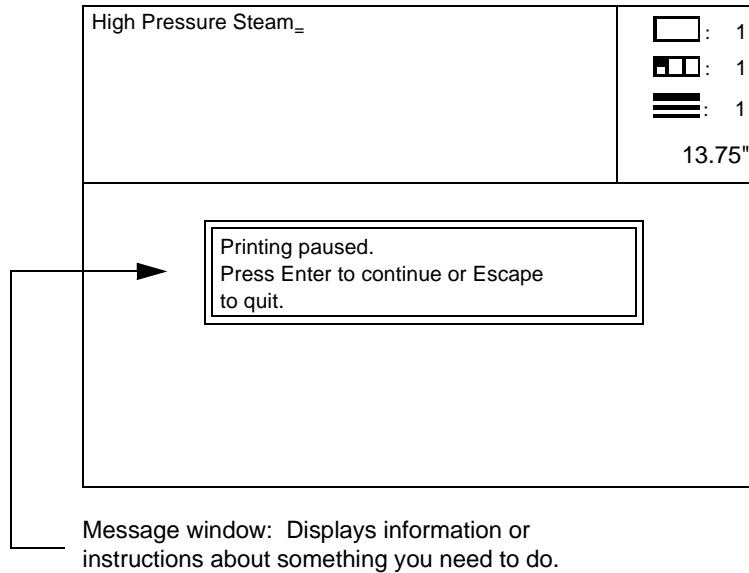 High Pressure Steam_
: 1
: 1
: 1
13.75"
Printing paused.
Press Enter to continue or Escape
to quit.
Message window: Displays information or
instructions about something you need to do.